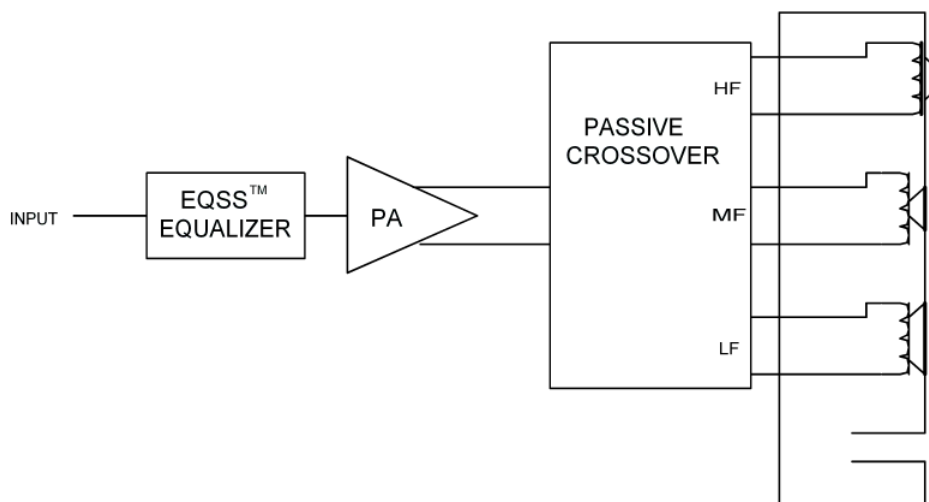 INPUT
EQSS™
EQUALIZER
PA
PASSIVE
CROSSOVER
HF
MF
LF